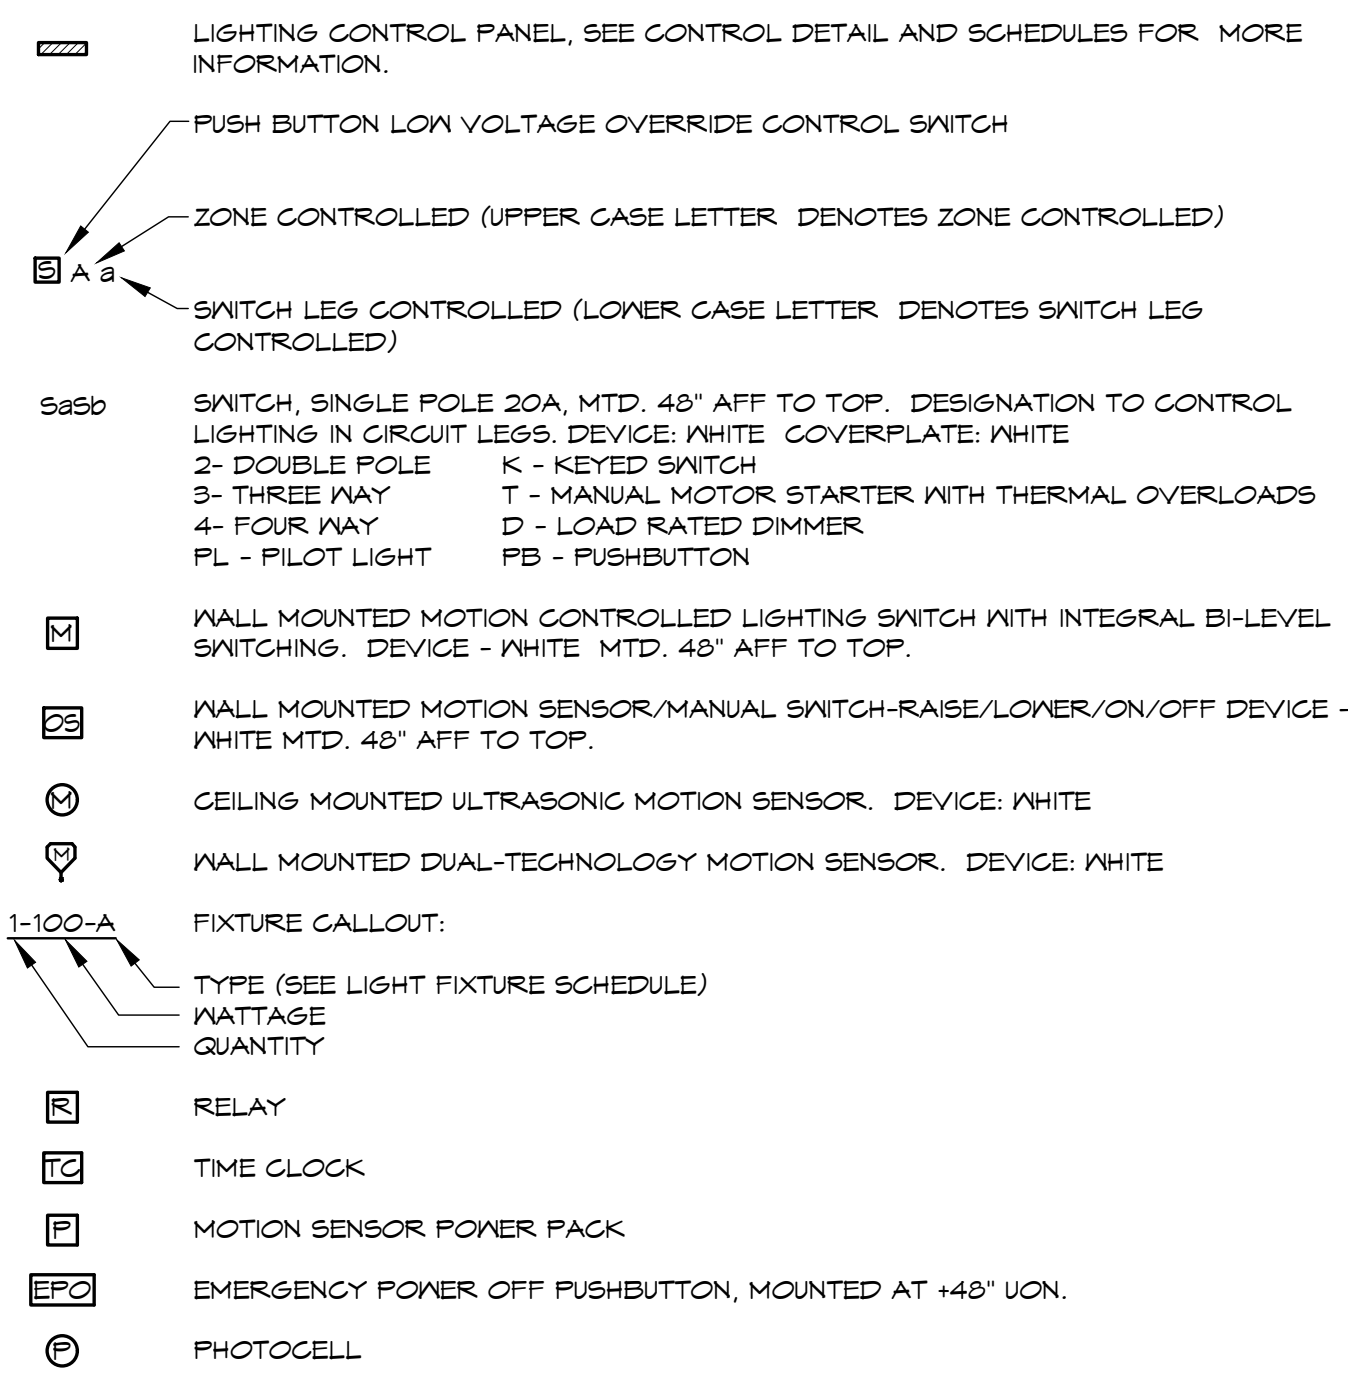 LIGHTING CONTROL PANEL, SEE CONTROL DETAIL AND SCHEDULES FOR MORE
INFORMATION.
PUSH BUTTON LOW VOLTAGE OVERRIDE CONTROL SWITCH
ZONE CONTROLLED (UPPER CASE LETTER DENOTES ZONE CONTROLLED)
S A a
SWITCH LEG CONTROLLED (LOWER CASE LETTER DENOTES SWITCH LEG
CONTROLLED)
SaSb SWITCH, SINGLE POLE 20A, MTD. 48" AFF TO TOP. DESIGNATION TO CONTROL
LIGHTING IN CIRCUIT LEGS. DEVICE: WHITE COVERPLATE: WHITE
2- DOUBLE POLE K - KEYED SWITCH
3- THREE WAY T - MANUAL MOTOR STARTER WITH THERMAL OVERLOADS
4- FOUR WAY D - LOAD RATED DIMMER
PL - PILOT LIGHT PB - PUSHBUTTON
M WALL MOUNTED MOTION CONTROLLED LIGHTING SWITCH WITH INTEGRAL BI-LEVEL
SWITCHING. DEVICE - WHITE MTD. 48" AFF TO TOP.
OS WALL MOUNTED MOTION SENSOR/MANUAL SWITCH-RAISE/LOWER/ON/OFF DEVICE -
WHITE MTD. 48" AFF TO TOP.
M CEILING MOUNTED ULTRASONIC MOTION SENSOR. DEVICE: WHITE
M WALL MOUNTED DUAL-TECHNOLOGY MOTION SENSOR. DEVICE: WHITE
1-100-A FIXTURE CALLOUT:
TYPE (SEE LIGHT FIXTURE SCHEDULE)
WATTAGE
QUANTITY
R RELAY
TC TIME CLOCK
P MOTION SENSOR POWER PACK
EPO EMERGENCY POWER OFF PUSHBUTTON, MOUNTED AT +48" UON.
P PHOTOCELL